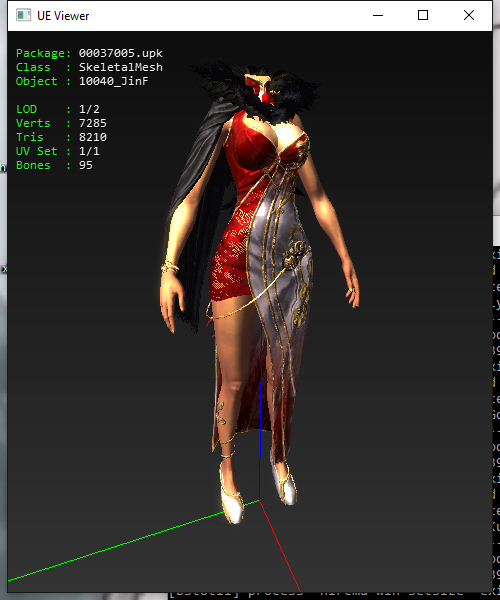 UE Viewer
Package: 00037005.upk
Class : SkeletalMesh
Object : 10040_JinF
LOD : 1/2
Verts : 7285
Tris : 8210
UV Set : 1/1
Bones : 95